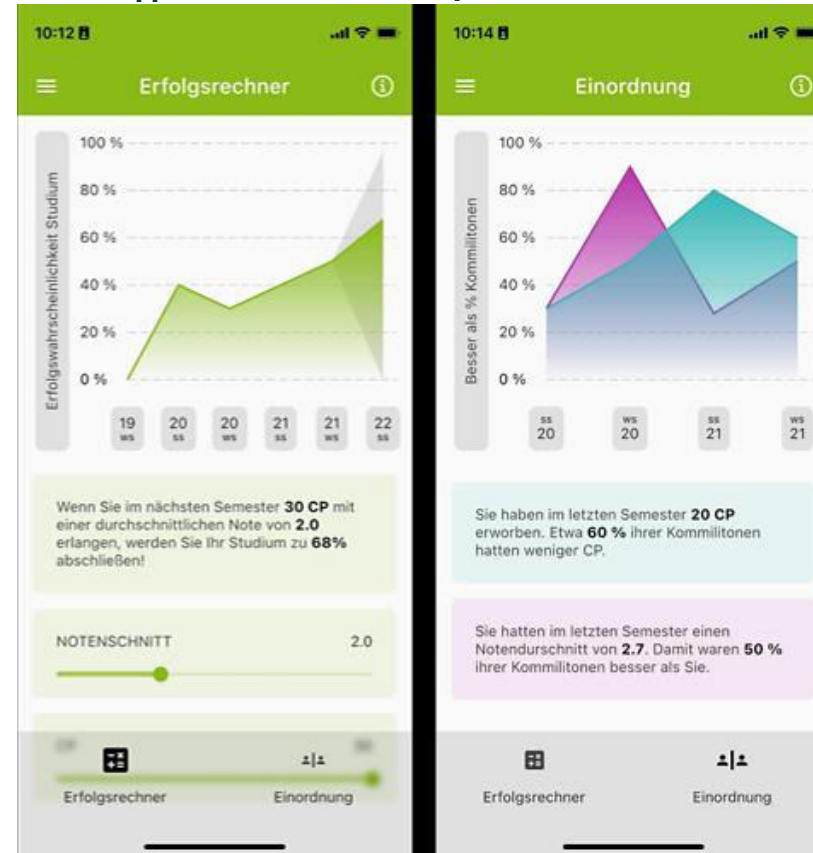 10:12
Erfolgsrechner
100 %
80 %
60 %
40 %
20 %
0 %
Erfolgswahrscheinlichkeit Studium
19 ws
20 ss
20 ws
21 ss
21 ws
22 ss
Wenn Sie im nächsten Semester 30 CP mit
einer durchschnittlichen Note von 2.0
erlangen, werden Sie Ihr Studium zu 68%
abschließen!
NOTENSCHNITT 2.0
CP
Erfolgsrechner Einordnung
10:14
Einordnung
100 %
80 %
60 %
40 %
20 %
0 %
Besser als % Kommilitonen
ss 20
ws 20
ss 21
ws 21
Sie haben im letzten Semester 20 CP
erworben. Etwa 60 % ihrer Kommilitonen
hatten weniger CP.
Sie hatten im letzten Semester einen
Notendurschnitt von 2.7. Damit waren 50 %
ihrer Kommilitonen besser als Sie.
Erfolgsrechner Einordnung